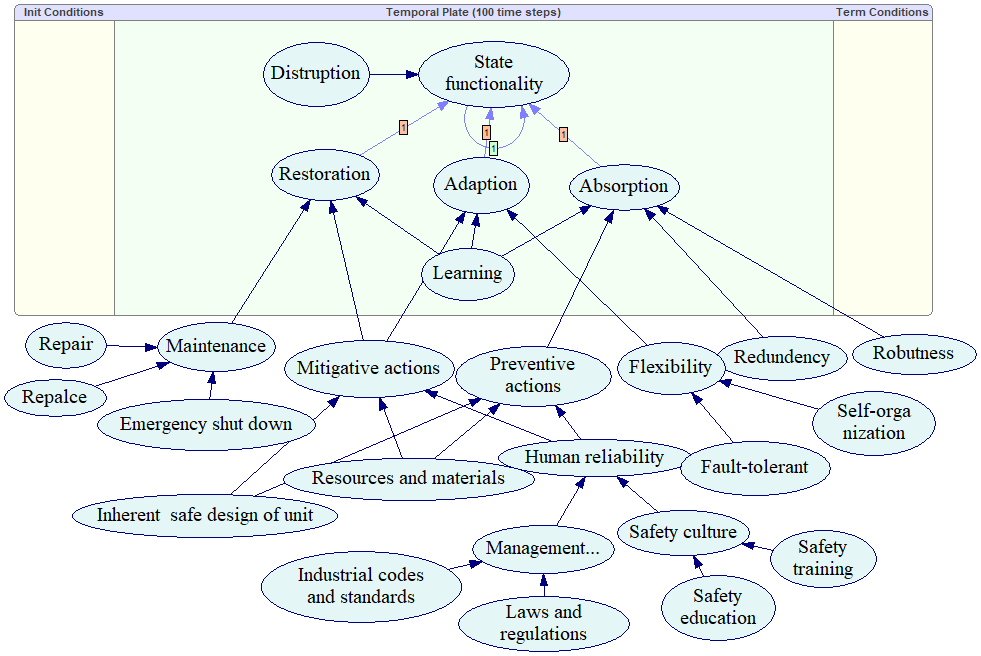 Init Conditions
Temporal Plate (100 time steps)
Term Conditions
Distruption
State
functionality
1
1
1
1
Restoration
Adaption
Absorption
Learning
Repair
Maintenance
Mitigative actions
Preventive
actions
Flexibility
Redundency
Robutness
Repalce
Emergency shut down
Self-orga
nization
Human reliability
Fault-tolerant
Resources and materials
Inherent safe design of unit
Management...
Safety culture
Safety
training
Industrial codes
and standards
Laws and
regulations
Safety
education